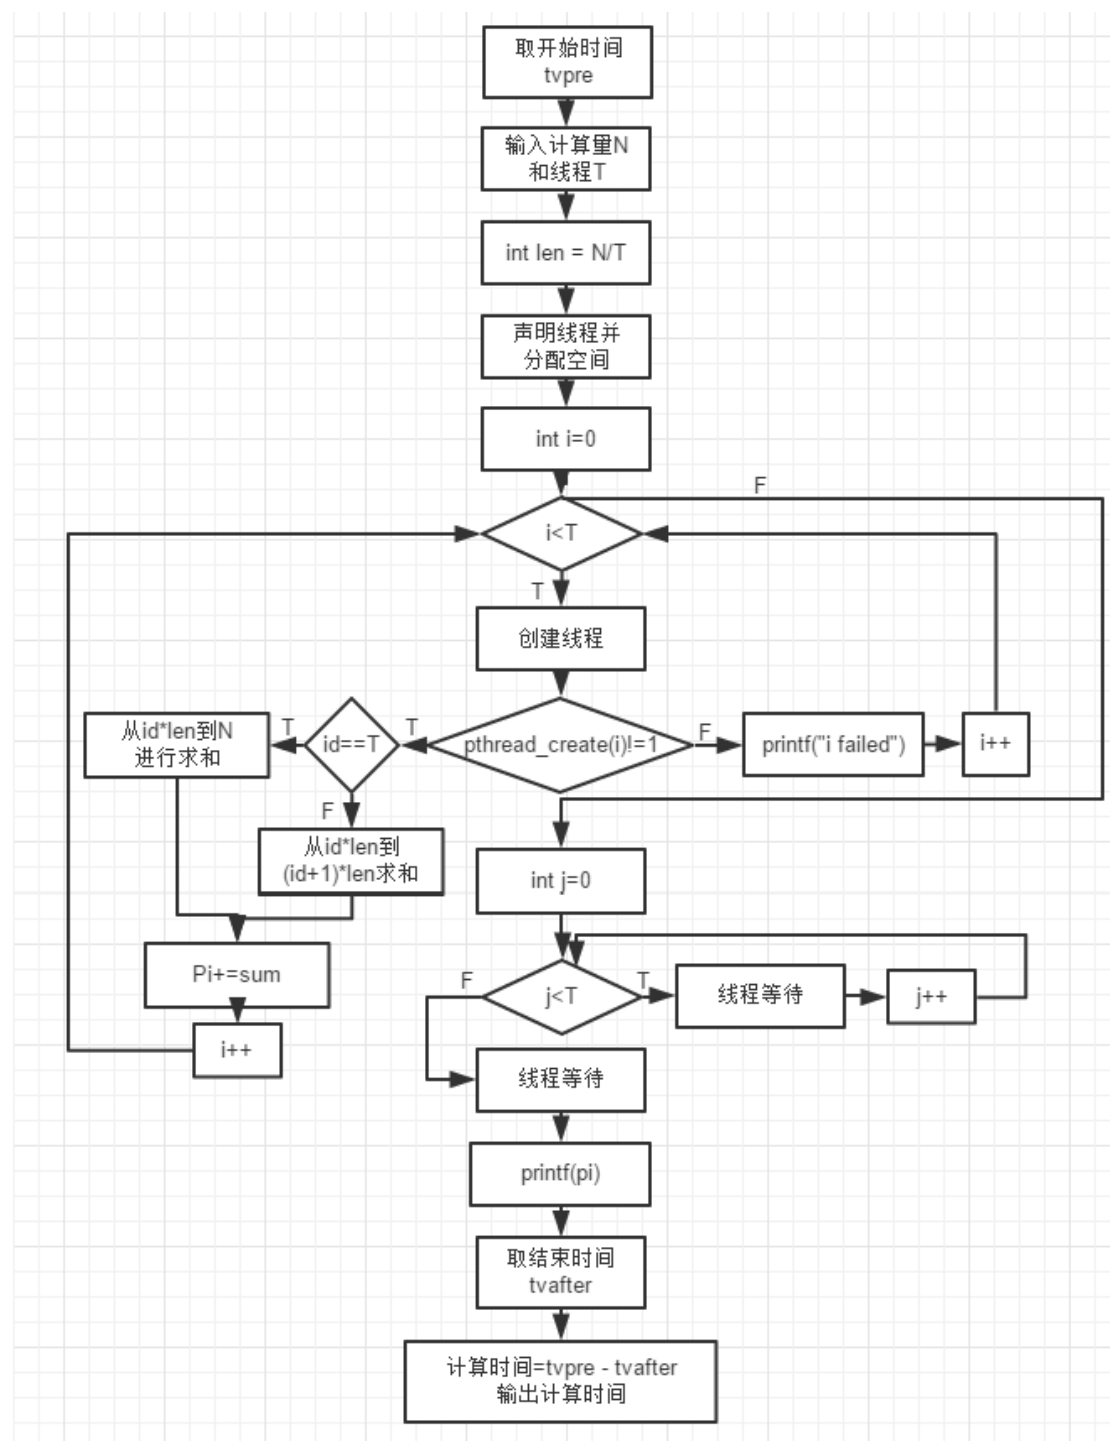 取开始时间
tvpre
输入计算量N
和线程T
int len = N/T
声明线程并
分配空间
int i=0
F
i<T
T
创建线程
从id*len到N
进行求和
T
id==T
T
pthread_create(i)!=1
F
printf("i failed")
i++
F
从id*len到
(id+1)*len求和
int j=0
Pi+=sum
F
j<T
T
线程等待
j++
i++
线程等待
printf(pi)
取结束时间
tvafter
计算时间=tvpre - tvafter
输出计算时间